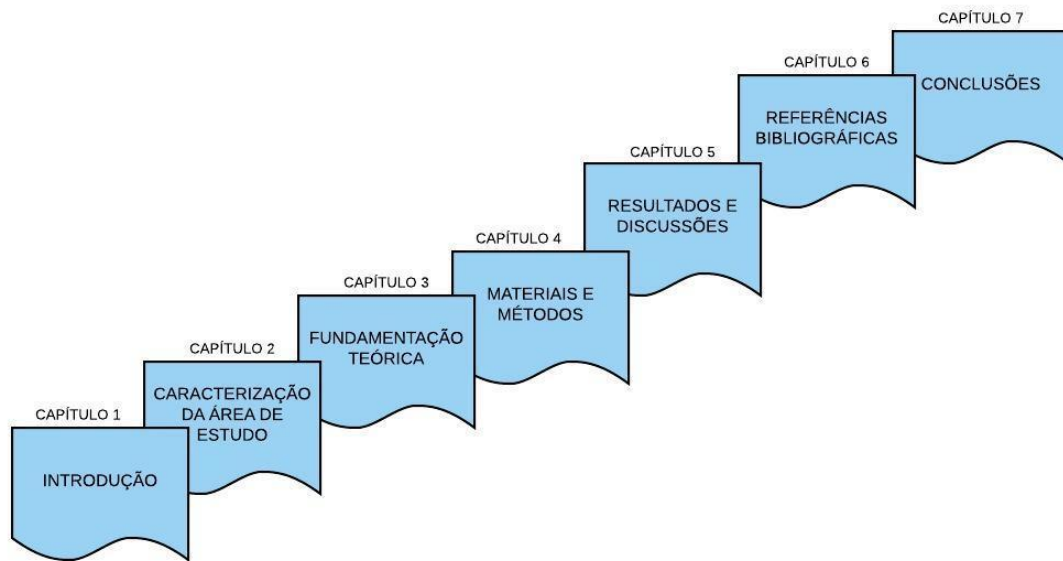 CAPÍTULO 1
INTRODUÇÃO
CAPÍTULO 2
CARACTERIZAÇÃO
DA ÁREA DE
ESTUDO
CAPÍTULO 3
FUNDAMENTAÇÃO
TEÓRICA
CAPÍTULO 4
MATERIAIS E
MÉTODOS
CAPÍTULO 5
RESULTADOS E
DISCUSSÕES
CAPÍTULO 6
REFERÊNCIAS
BIBLIOGRÁFICAS
CAPÍTULO 7
CONCLUSÕES